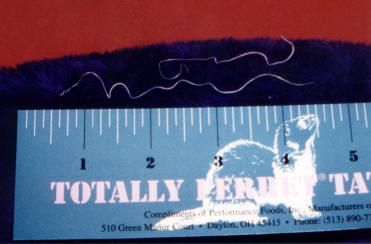 1 2 3 4 5
TOTALLY FERRET® TA
Compliments of Performance Foods, Inc. Manufacturers o
510 Green Manor Court • Dayton, OH 45415 • Phone: (513) 890-7